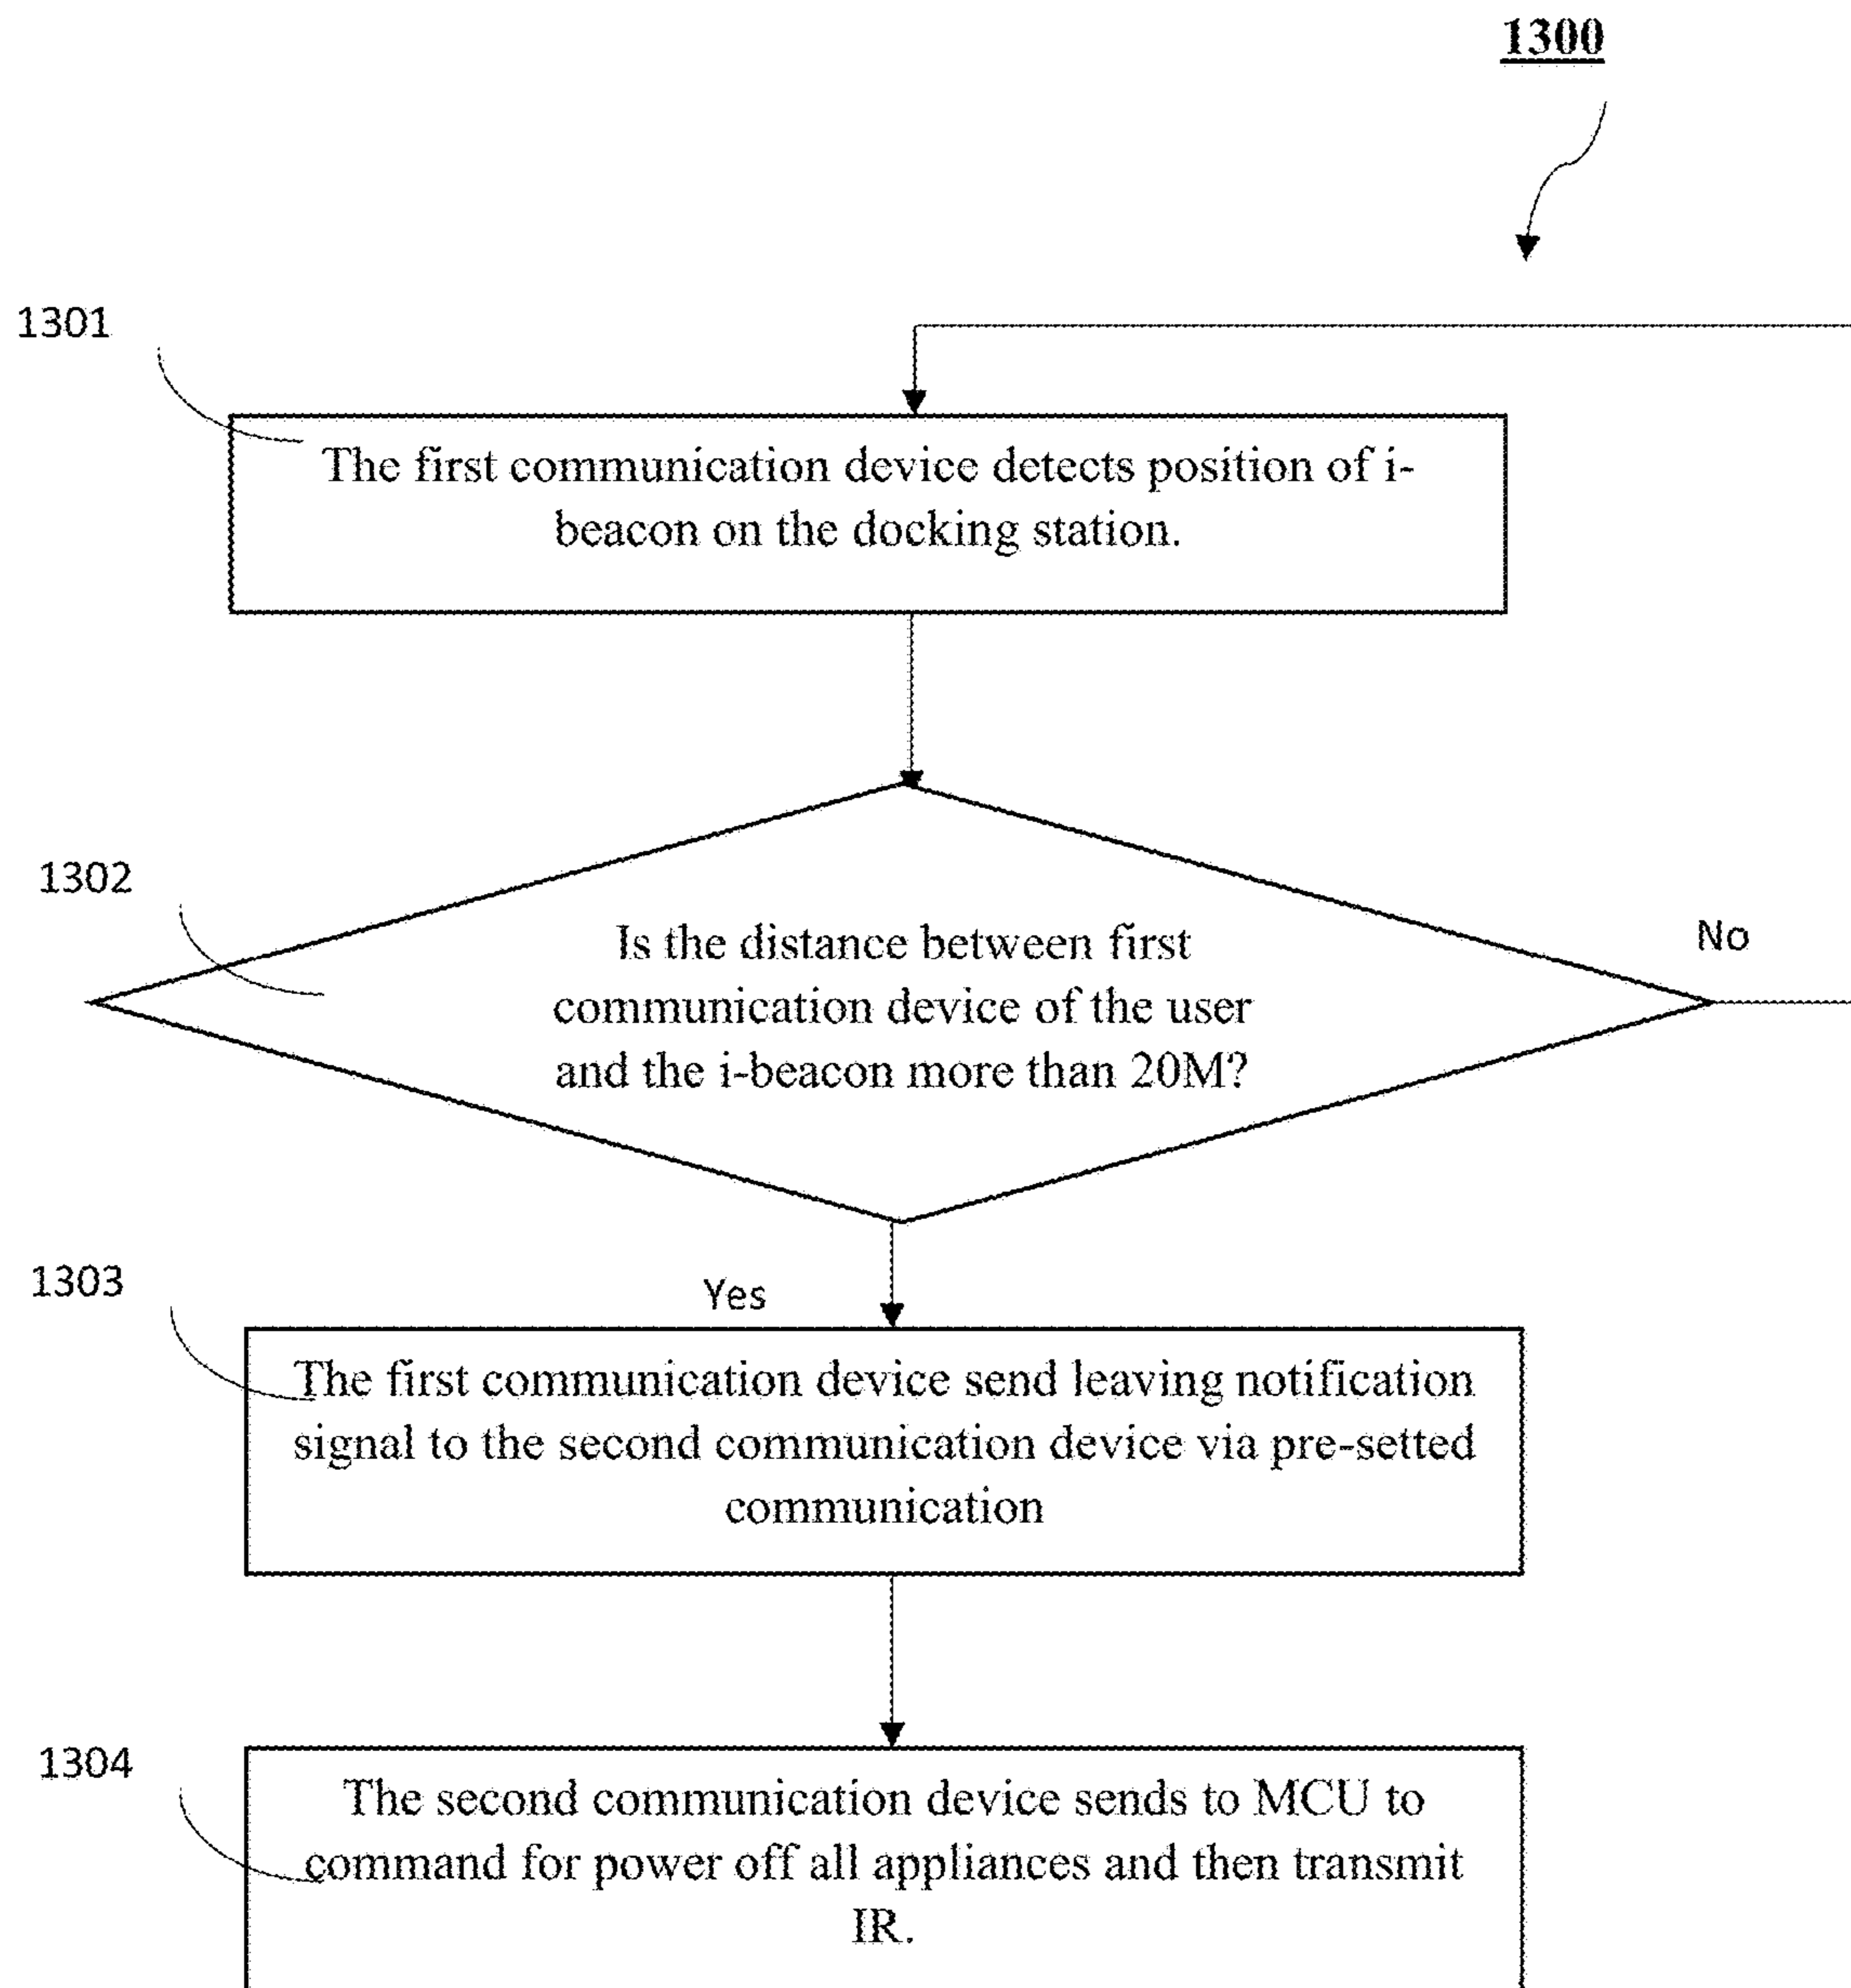 1300
1301
The first communication device detects position of i-
beacon on the docking station.
1302
Is the distance between first
communication device of the user
and the i-beacon more than 20M?
No
1303
Yes
The first communication device send leaving notification
signal to the second communication device via pre-setted
communication
1304
The second communication device sends to MCU to
command for power off all appliances and then transmit
IR.